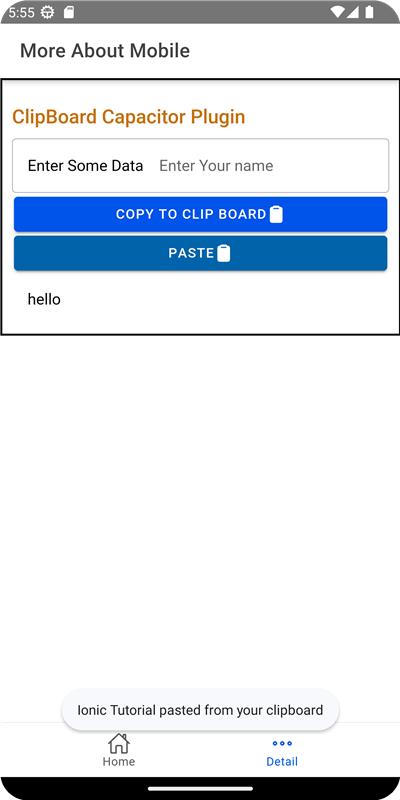 5:55
More About Mobile
ClipBoard Capacitor Plugin
Enter Some Data Enter Your name
COPY TO CLIP BOARD
PASTE
hello
Ionic Tutorial pasted from your clipboard
Home Detail